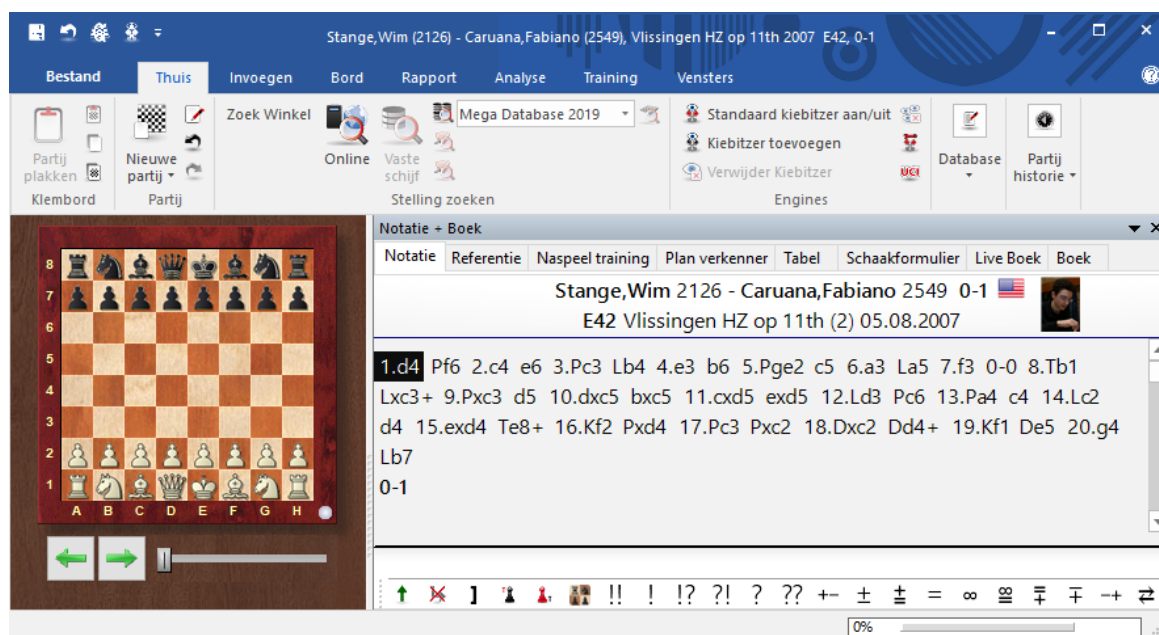 Stange,Wim (2126) - Caruana,Fabiano (2549), Vlissingen HZ op 11th 2007 E42, 0-1
Bestand Thuis Invoegen Bord Rapport Analyse Training Vensters
Partij plakken
Klembord
Nieuwe partij
Partij
Zoek Winkel
Online
Vaste schijf
Mega Database 2019
Stelling zoeken
Standaard kiebitzer aan/uit
Kiebitzer toevoegen
Verwijder Kiebitzer
UCI
Engines
Database
Partij historie
Notatie + Boek
Notatie Referentie Naspeel training Plan verkenner Tabel Schaakformulier Live Boek Boek
Stange,Wim 2126 - Caruana,Fabiano 2549 0-1
E42 Vlissingen HZ op 11th (2) 05.08.2007
1.d4 Pf6 2.c4 e6 3.Pc3 Lb4 4.e3 b6 5.Pge2 c5 6.a3 La5 7.f3 0-0 8.Tb1
Lxc3+ 9.Pxc3 d5 10.dxc5 bxc5 11.cxd5 exd5 12.Ld3 Pc6 13.Pa4 c4 14.Lc2
d4 15.exd4 Te8+ 16.Kf2 Pxd4 17.Pc3 Pxc2 18.Dxc2 Dd4+ 19.Kf1 De5 20.g4
Lb7
0-1
8
7
6
5
4
3
2
1
A B C D E F G H
] !! ! !? ?! ? ?? +- ± ⩲ = ∞ =∞ ⩱ ∓ -+ ⇄
0%